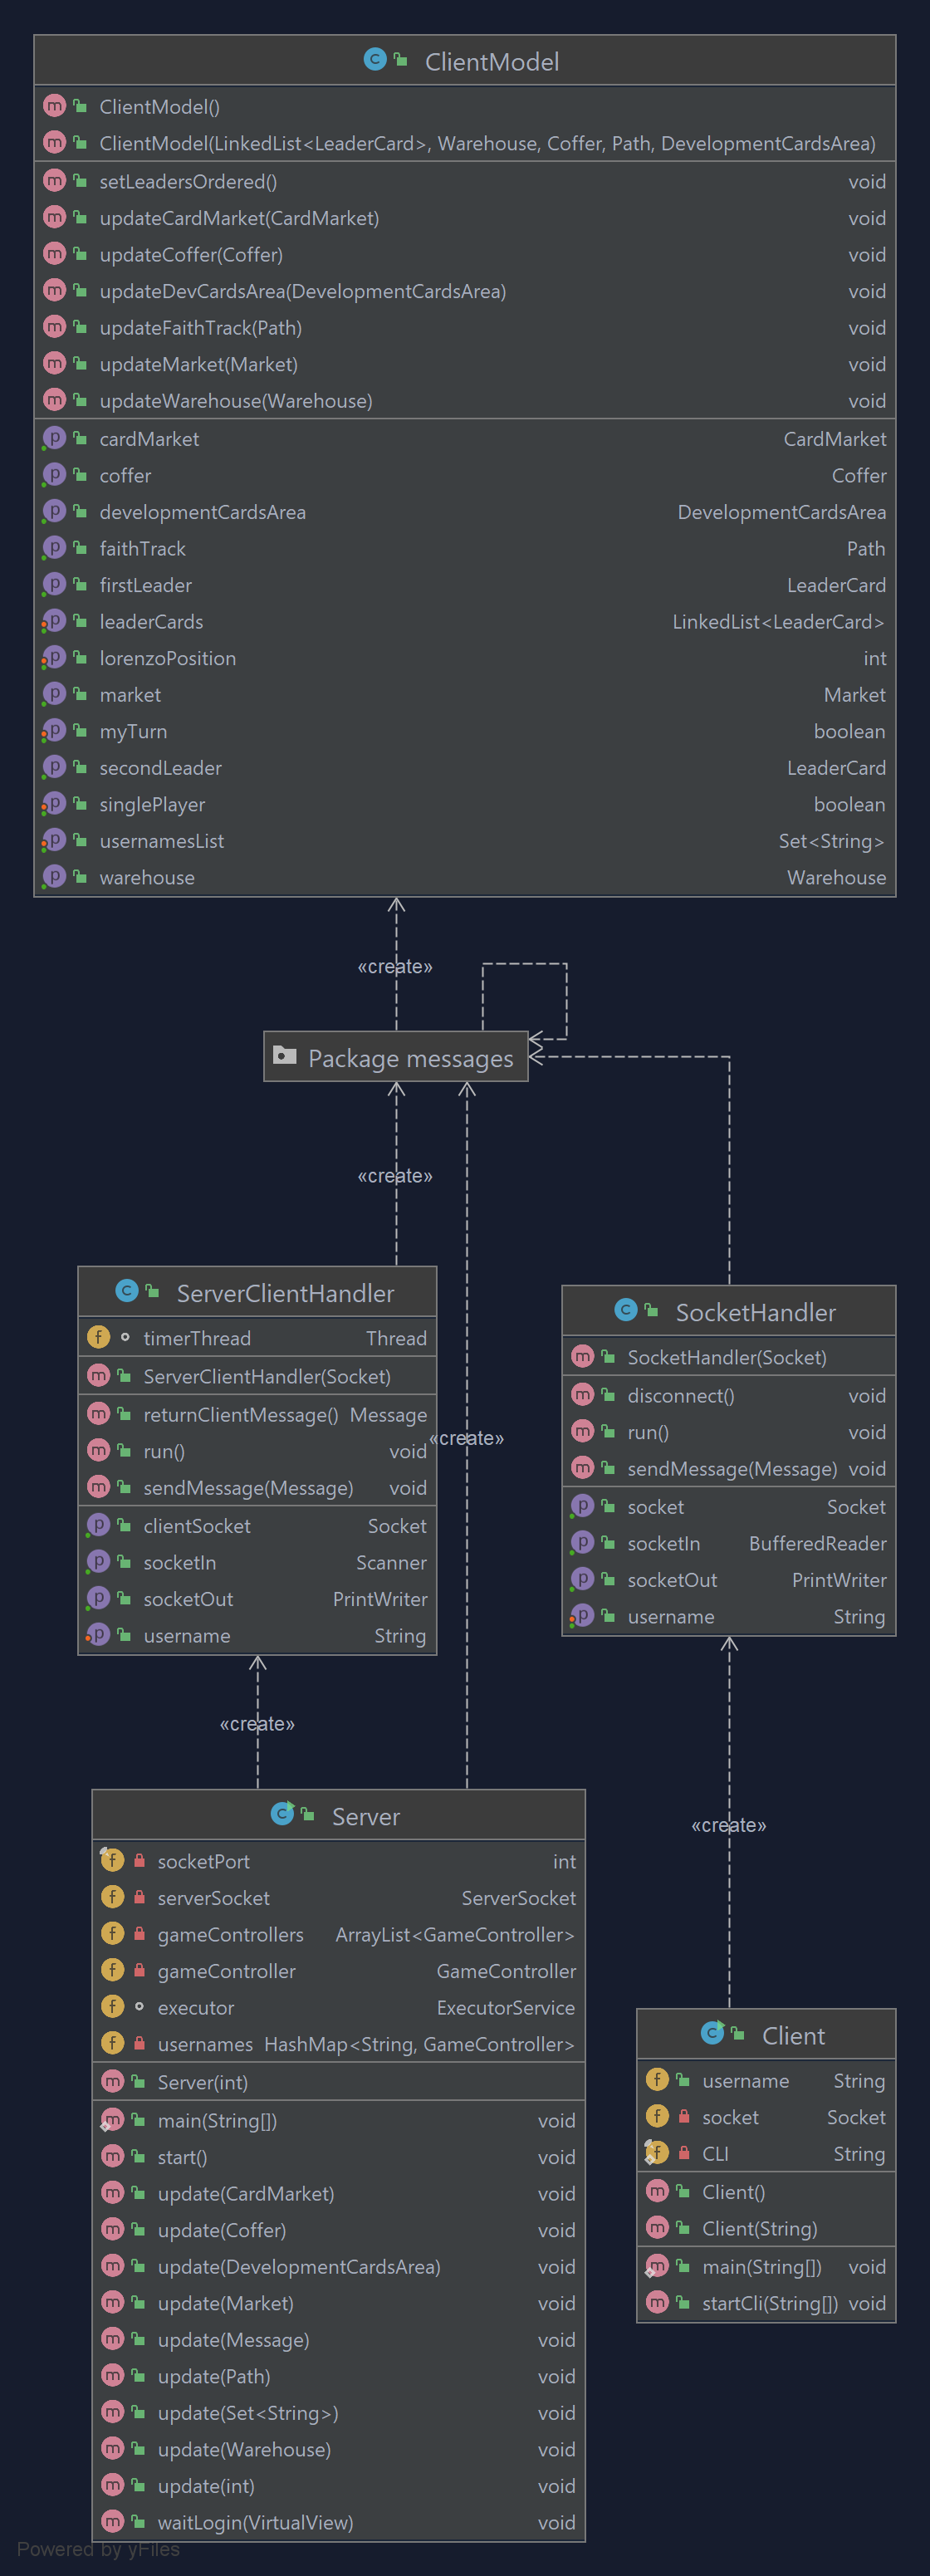 ClientModel
ClientModel()
ClientModel(LinkedList<LeaderCard>, Warehouse, Coffer, Path, DevelopmentCardsArea)
setLeadersOrdered() void
updateCardMarket(CardMarket) void
updateCoffer(Coffer) void
updateDevCardsArea(DevelopmentCardsArea) void
updateFaithTrack(Path) void
updateMarket(Market) void
updateWarehouse(Warehouse) void
cardMarket CardMarket
coffer Coffer
developmentCardsArea DevelopmentCardsArea
faithTrack Path
firstLeader LeaderCard
leaderCards LinkedList<LeaderCard>
lorenzoPosition int
market Market
myTurn boolean
secondLeader LeaderCard
singlePlayer boolean
usernamesList Set<String>
warehouse Warehouse
«create»
Package messages
«create»
ServerClientHandler
timerThread Thread
ServerClientHandler(Socket)
returnClientMessage() Message
run() void
sendMessage(Message) void
clientSocket Socket
socketIn Scanner
socketOut PrintWriter
username String
«create»
SocketHandler
SocketHandler(Socket)
disconnect() void
run() void
sendMessage(Message) void
socket Socket
socketIn BufferedReader
socketOut PrintWriter
username String
«create»
«create»
Server
socketPort int
serverSocket ServerSocket
gameControllers ArrayList<GameController>
gameController GameController
executor ExecutorService
usernames HashMap<String, GameController>
Server(int)
main(String[]) void
start() void
update(CardMarket) void
update(Coffer) void
update(DevelopmentCardsArea) void
update(Market) void
update(Message) void
update(Path) void
update(Set<String>) void
update(Warehouse) void
update(int) void
waitLogin(VirtualView) void
Client
username String
socket Socket
CLI String
Client()
Client(String)
main(String[]) void
startCli(String[]) void
Powered by yFiles